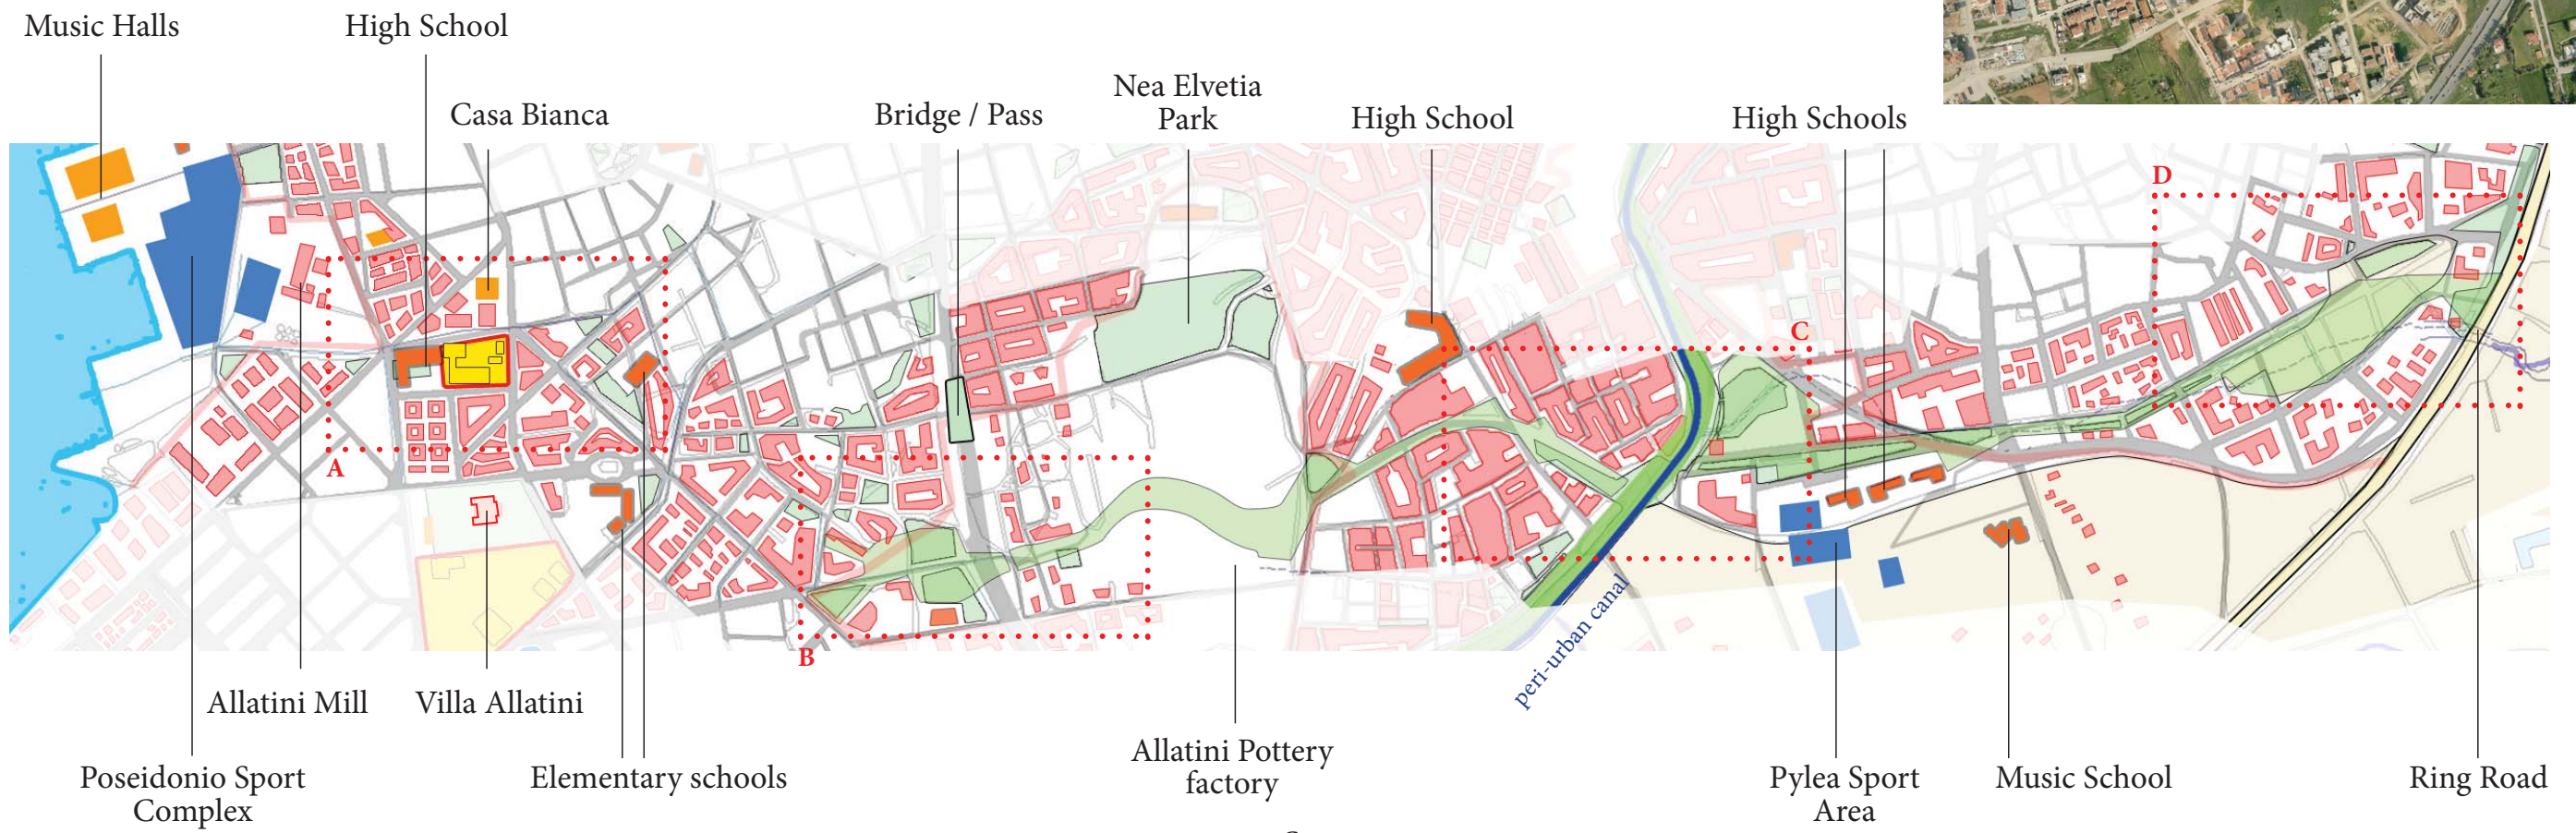 Music Halls
High School
Casa Bianca
Bridge / Pass
Nea Elvetia
Park
High School
High Schools
A
B
C
D
peri-urban canal
Allatini Mill
Villa Allatini
Poseidonio Sport
Complex
Elementary schools
Allatini Pottery
factory
Pylea Sport
Area
Music School
Ring Road